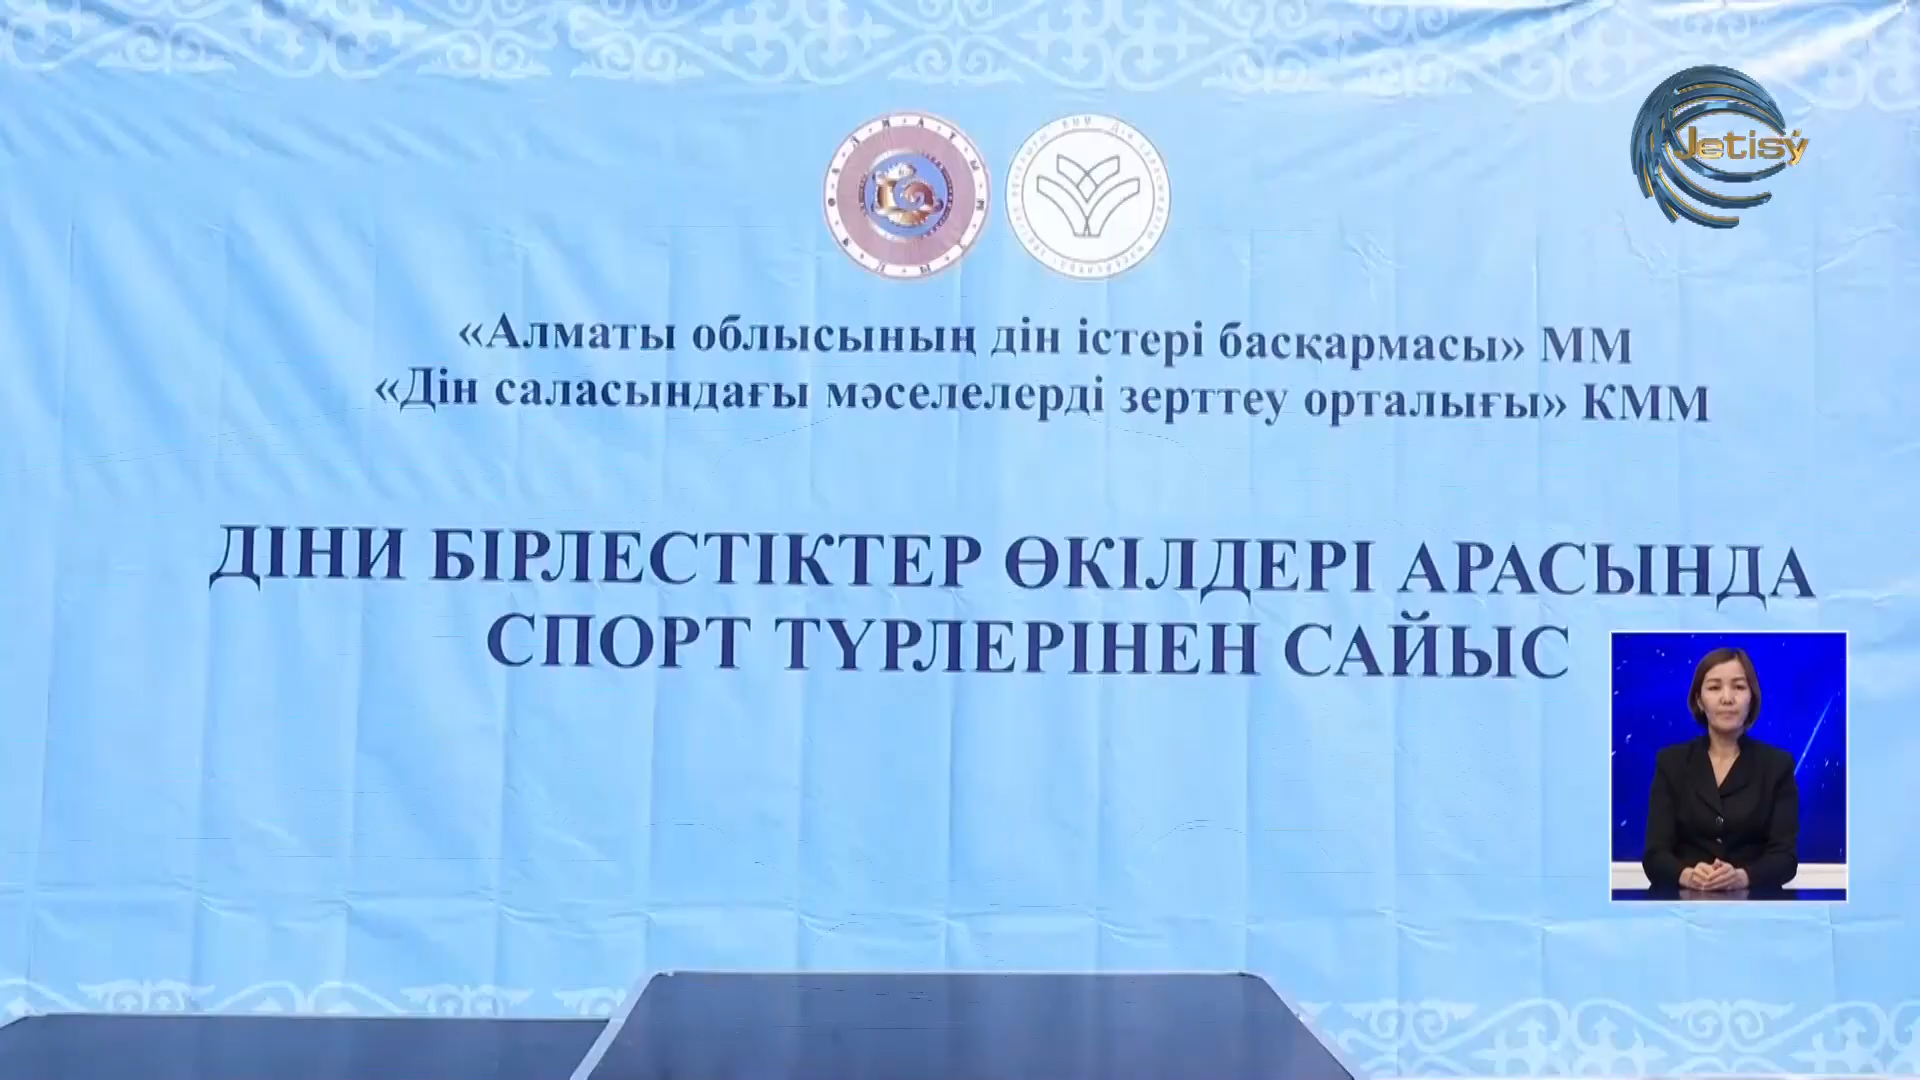 Jetisý
«Алматы облысының дін істері басқармасы» ММ
«Дін саласындағы мәселелерді зерттеу орталығы» КММ
ДІНИ БІРЛЕСТІКТЕР ӨКІЛДЕРІ АРАСЫНДА
СПОРТ ТҮРЛЕРІНЕН САЙЫС